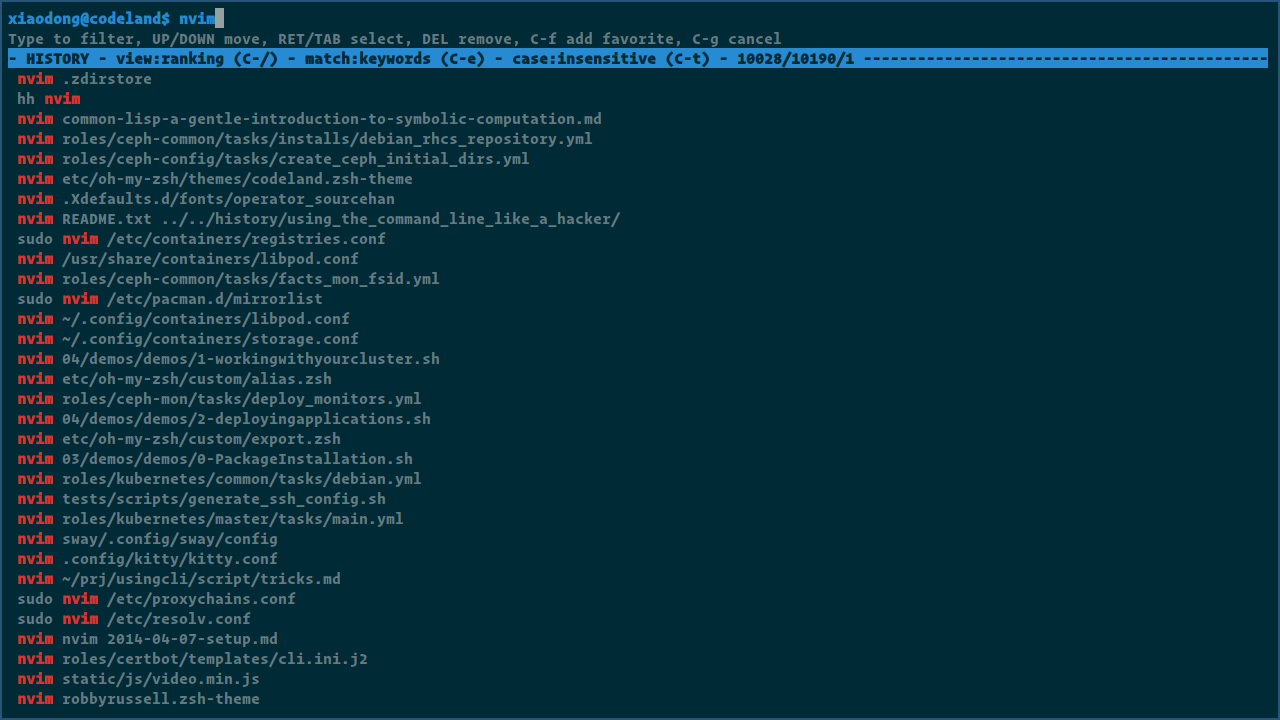 xiaodong@codeland$ nvim
Type to filter, UP/DOWN move, RET/TAB select, DEL remove, C-f add favorite, C-g cancel
- HISTORY - view:ranking (C-/) - match:keywords (C-e) - case:insensitive (C-t) - 10028/10190/1 ---------------------------------------------
nvim .zdirstore
hh nvim
nvim common-lisp-a-gentle-introduction-to-symbolic-computation.md
nvim roles/ceph-common/tasks/installs/debian_rhcs_repository.yml
nvim roles/ceph-config/tasks/create_ceph_initial_dirs.yml
nvim etc/oh-my-zsh/themes/codeland.zsh-theme
nvim .Xdefaults.d/fonts/operator_sourcehan
nvim README.txt ../../history/using_the_command_line_like_a_hacker/
sudo nvim /etc/containers/registries.conf
nvim /usr/share/containers/libpod.conf
nvim roles/ceph-common/tasks/facts_mon_fsid.yml
sudo nvim /etc/pacman.d/mirrorlist
nvim ~/.config/containers/libpod.conf
nvim ~/.config/containers/storage.conf
nvim 04/demos/demos/1-workingwithyourcluster.sh
nvim etc/oh-my-zsh/custom/alias.zsh
nvim roles/ceph-mon/tasks/deploy_monitors.yml
nvim 04/demos/demos/2-deployingapplications.sh
nvim etc/oh-my-zsh/custom/export.zsh
nvim 03/demos/demos/0-PackageInstallation.sh
nvim roles/kubernetes/common/tasks/debian.yml
nvim tests/scripts/generate_ssh_config.sh
nvim roles/kubernetes/master/tasks/main.yml
nvim sway/.config/sway/config
nvim .config/kitty/kitty.conf
nvim ~/prj/usingcli/script/tricks.md
sudo nvim /etc/proxychains.conf
sudo nvim /etc/resolv.conf
nvim nvim 2014-04-07-setup.md
nvim roles/certbot/templates/cli.ini.j2
nvim static/js/video.min.js
nvim robbyrussell.zsh-theme